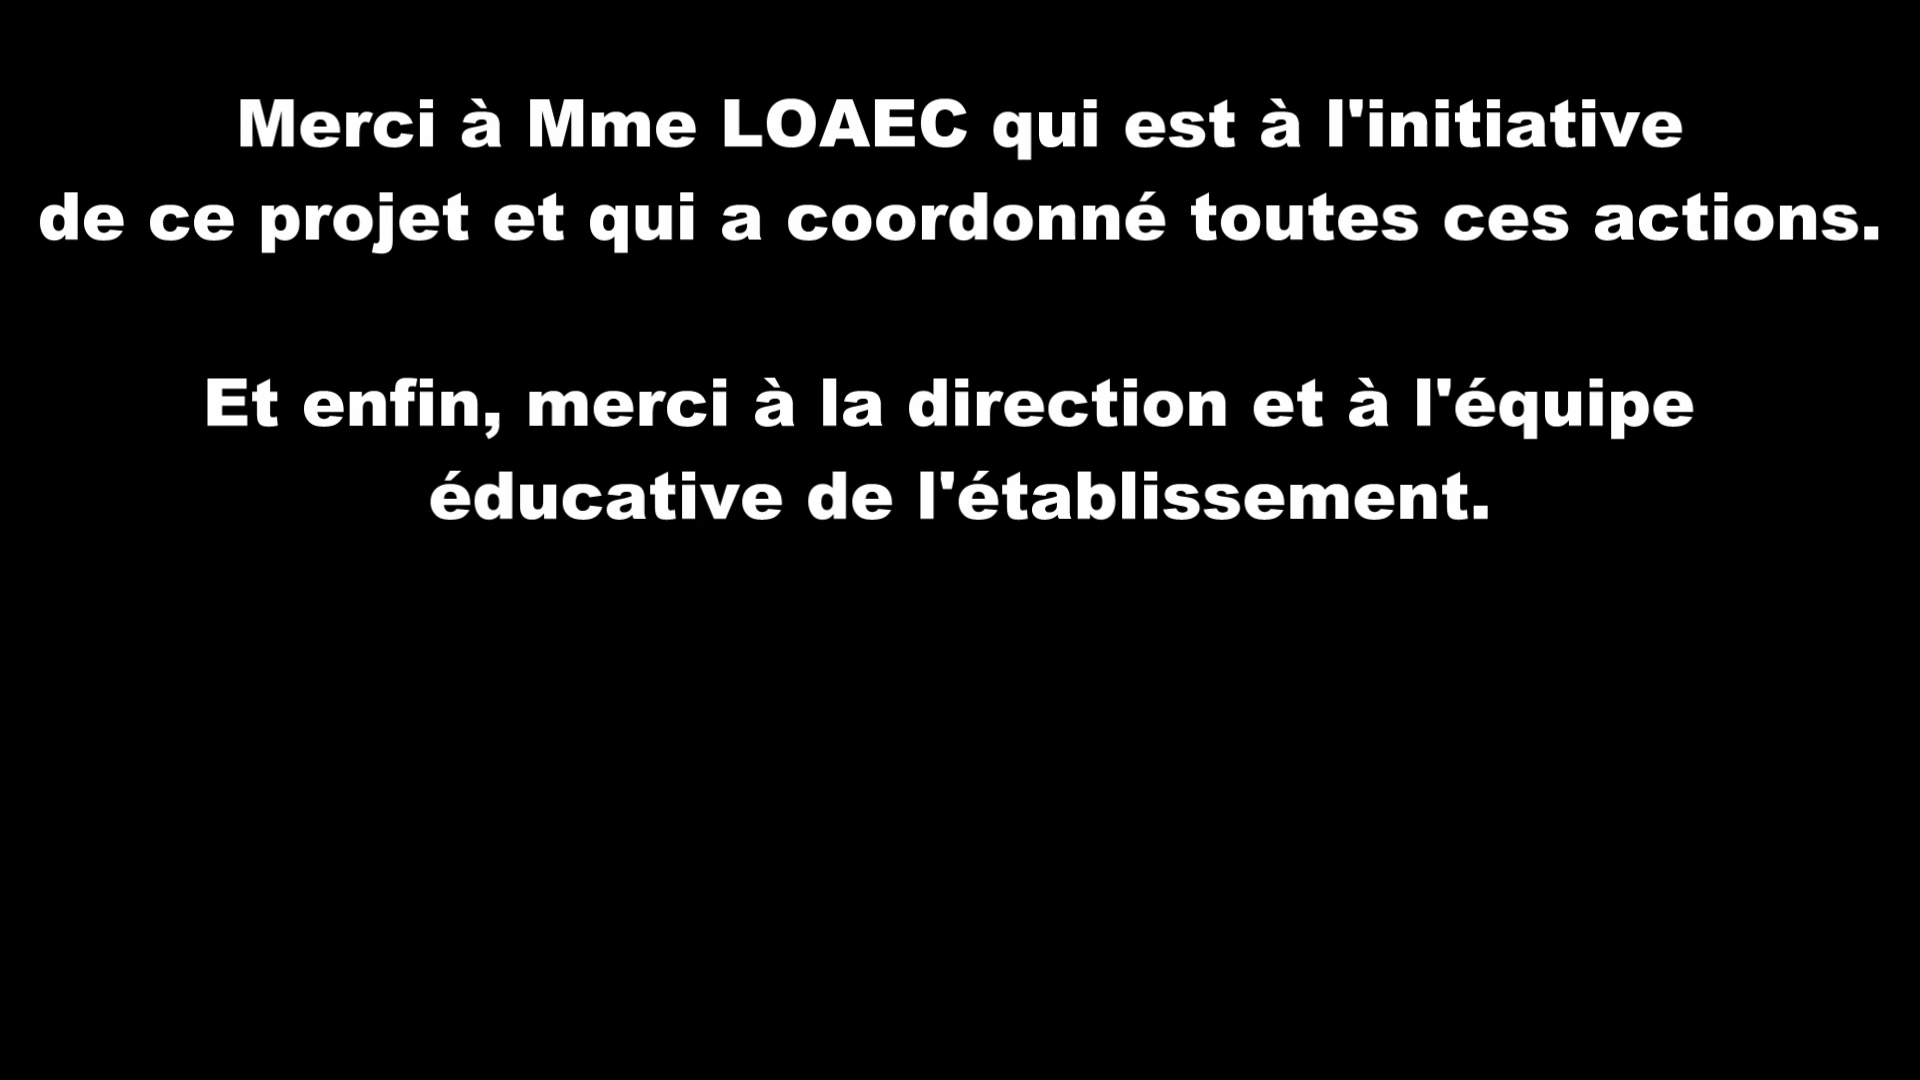 Merci à Mme LOAEC qui est à l'initiative
de ce projet et qui a coordonné toutes ces actions.
Et enfin, merci à la direction et à l'équipe
éducative de l'établissement.